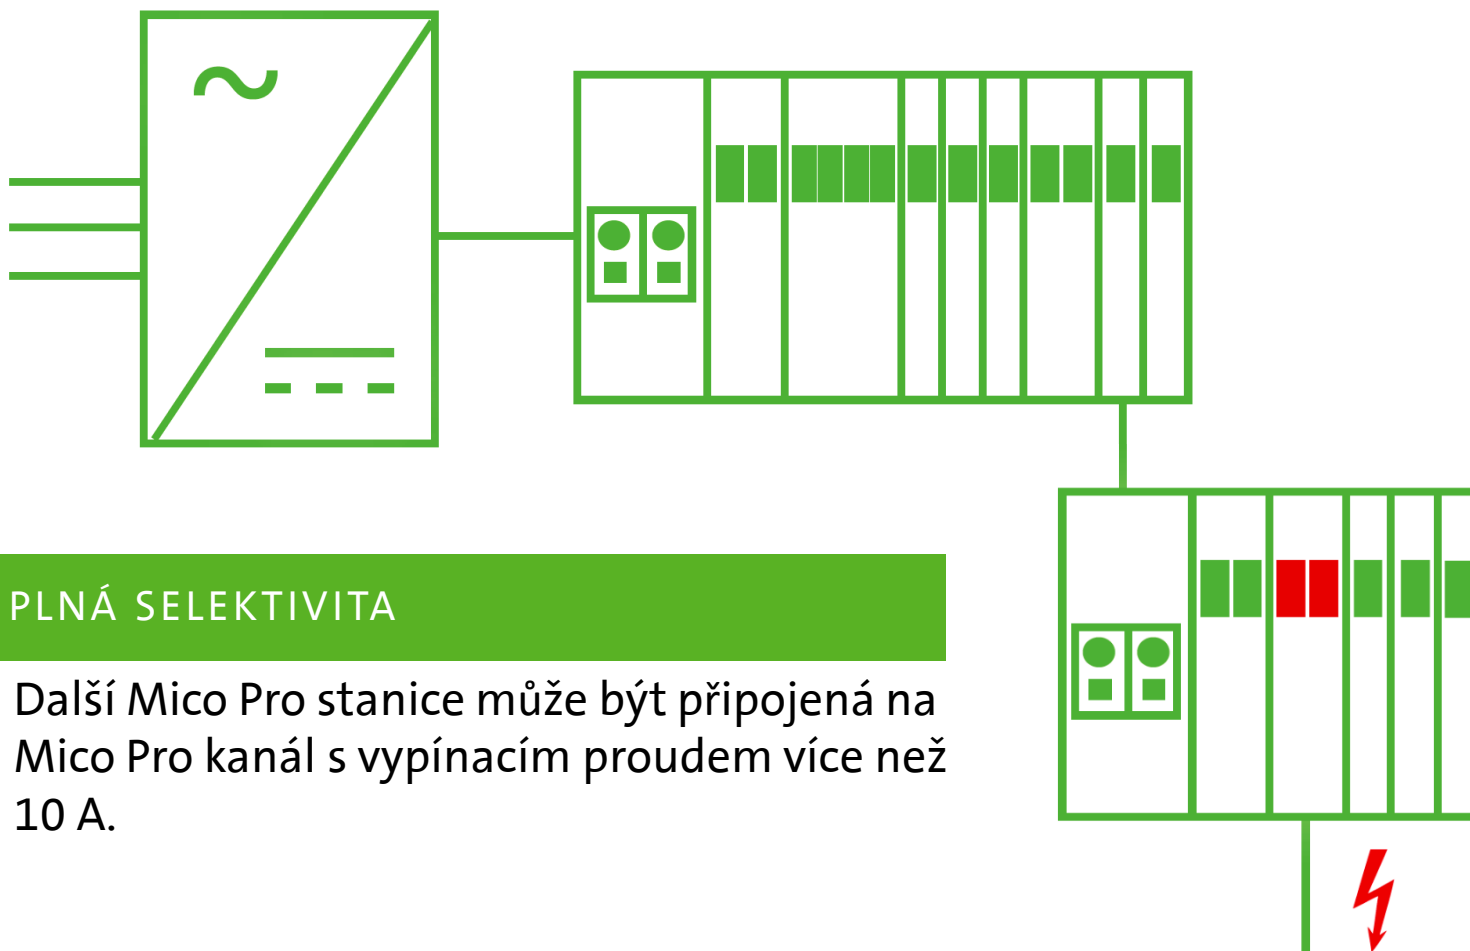 PLNÁ SELEKTIVITA
Další Mico Pro stanice může být připojená na
Mico Pro kanál s vypínacím proudem více než
10 A.